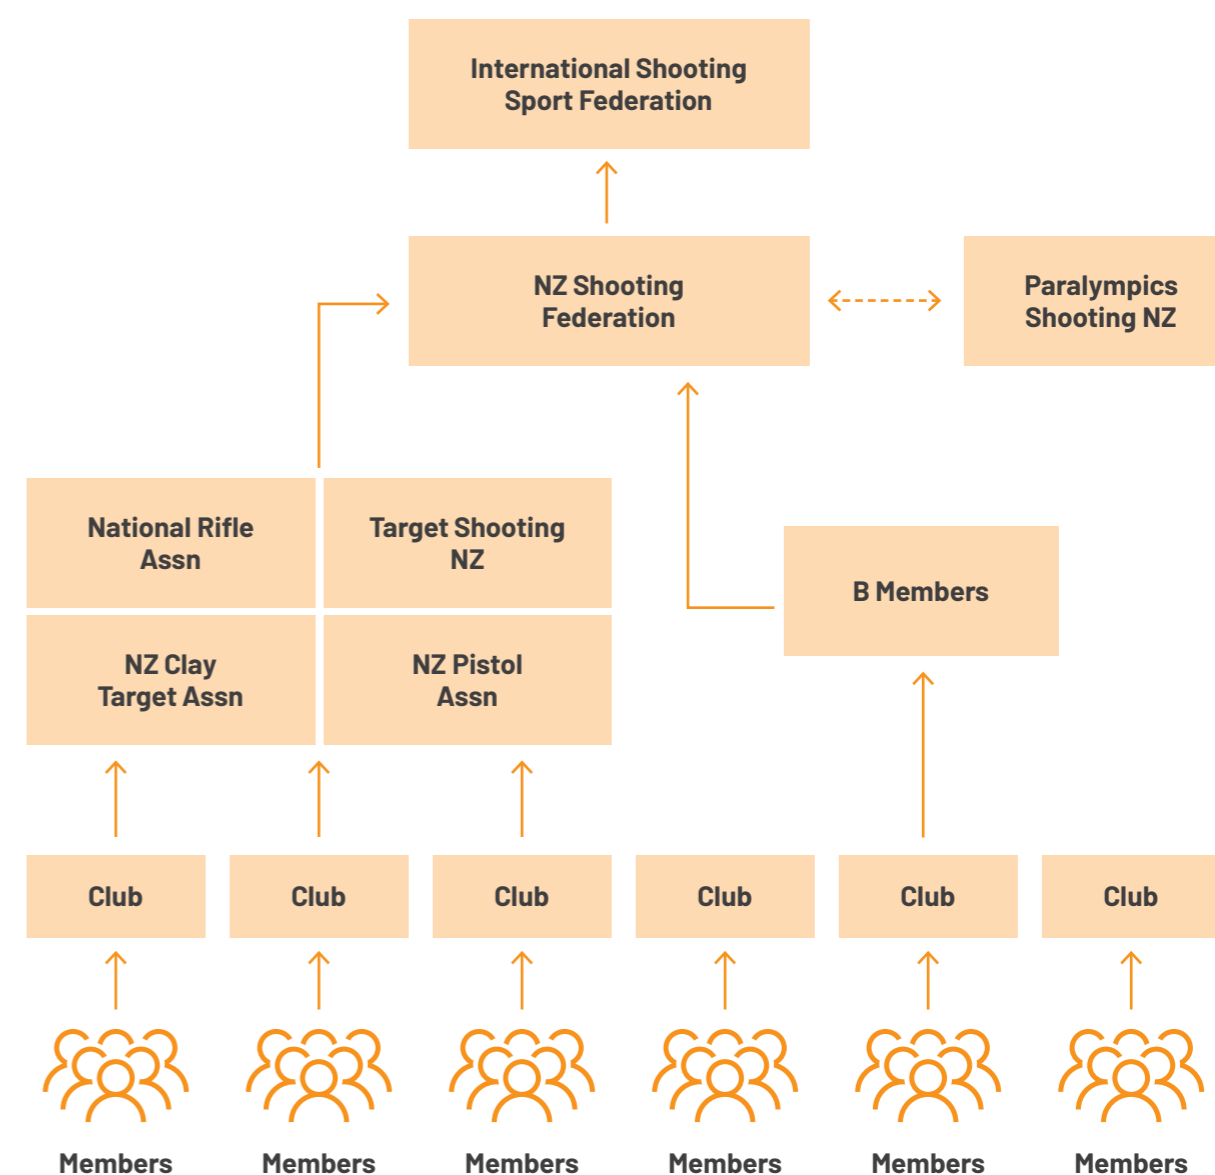 International Shooting
Sport Federation
NZ Shooting
Federation
Paralympics
Shooting NZ
National Rifle
Assn
Target Shooting
NZ
B Members
NZ Clay
Target Assn
NZ Pistol
Assn
Club
Club
Club
Club
Club
Club
Members
Members
Members
Members
Members
Members